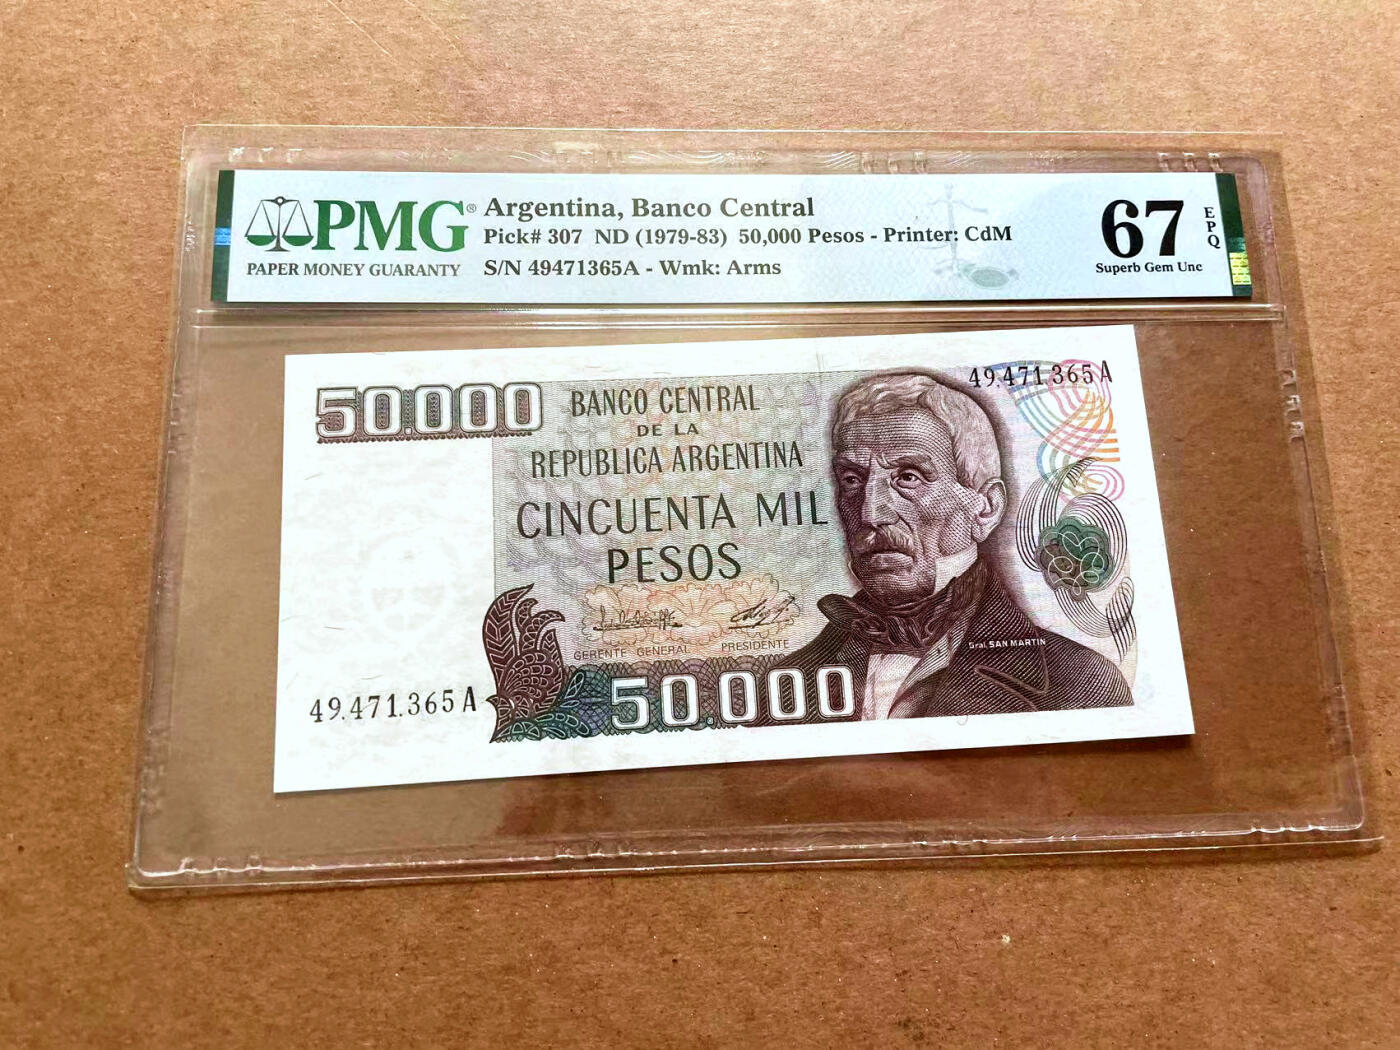 PMG®
PAPER MONEY GUARANTY
Argentina, Banco Central
Pick# 307 ND (1979-83) 50,000 Pesos - Printer: CdM
S/N 49471365A - Wmk: Arms
67
EPQ
Superb Gem Unc
50.000
BANCO CENTRAL
DE LA
REPUBLICA ARGENTINA
CINCUENTA MIL
PESOS
49.471.365 A
GERENTE GENERAL PRESIDENTE
Gral. SAN MARTIN
49.471.365 A
50.000